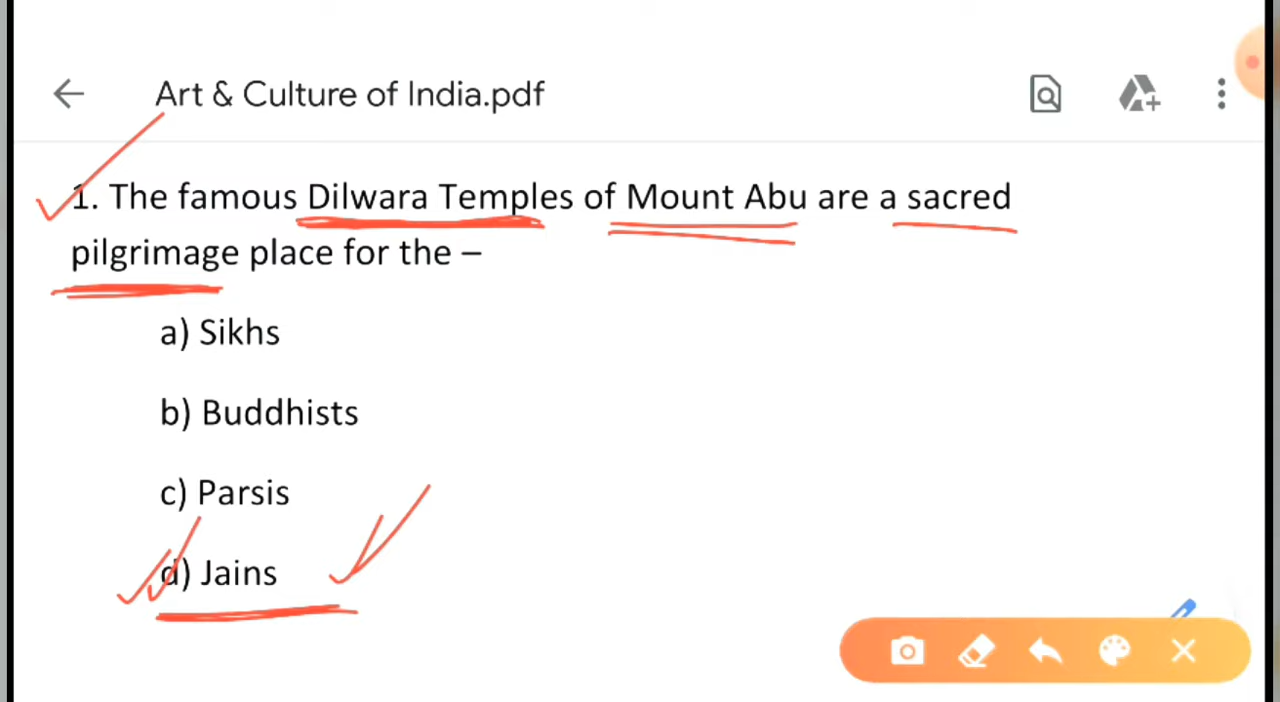 Art & Culture of India.pdf
1. The famous Dilwara Temples of Mount Abu are a sacred
pilgrimage place for the –
a) Sikhs
b) Buddhists
c) Parsis
d) Jains